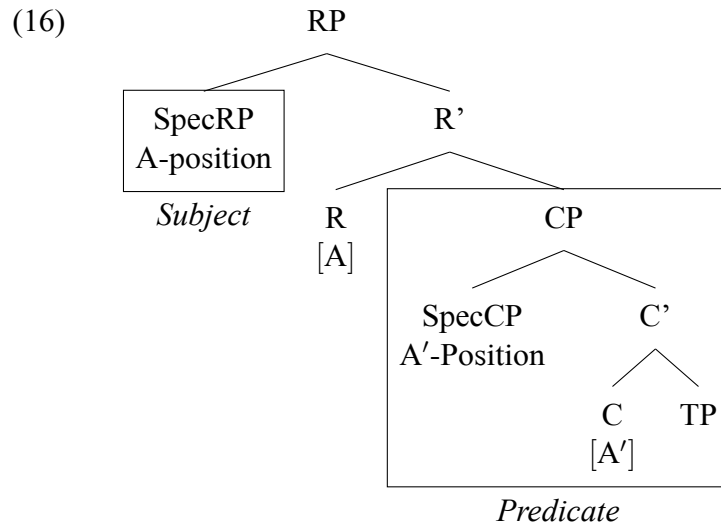 (16) RP
SpecRP R’
A-position
Subject R CP
[A]
SpecCP C’
A′-Position
C TP
[A′]
Predicate